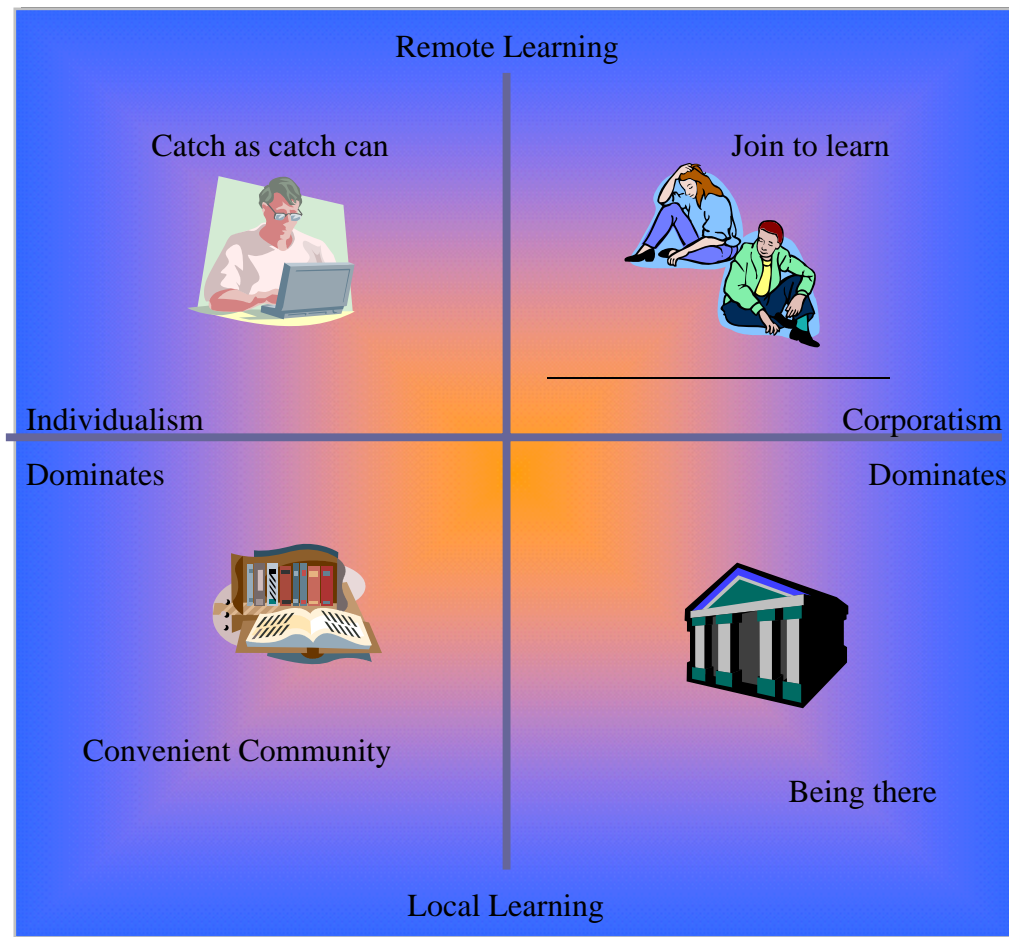 Remote Learning
Catch as catch can
Join to learn
Individualism
Corporatism
Dominates
Dominates
Convenient Community
Being there
Local Learning